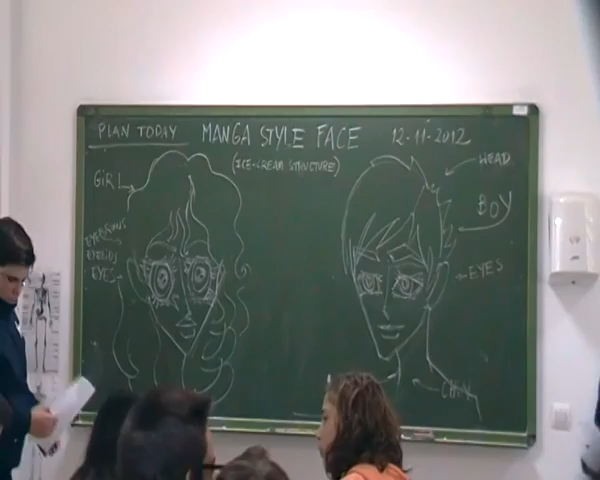 PLAN TODAY
MANGA STYLE FACE
12-11-2012
(ICE-CREAM STRUCTURE)
HEAD
GIRL
BOY
EYEBROWS
EYELIDS
EYES
EYES
CHIN